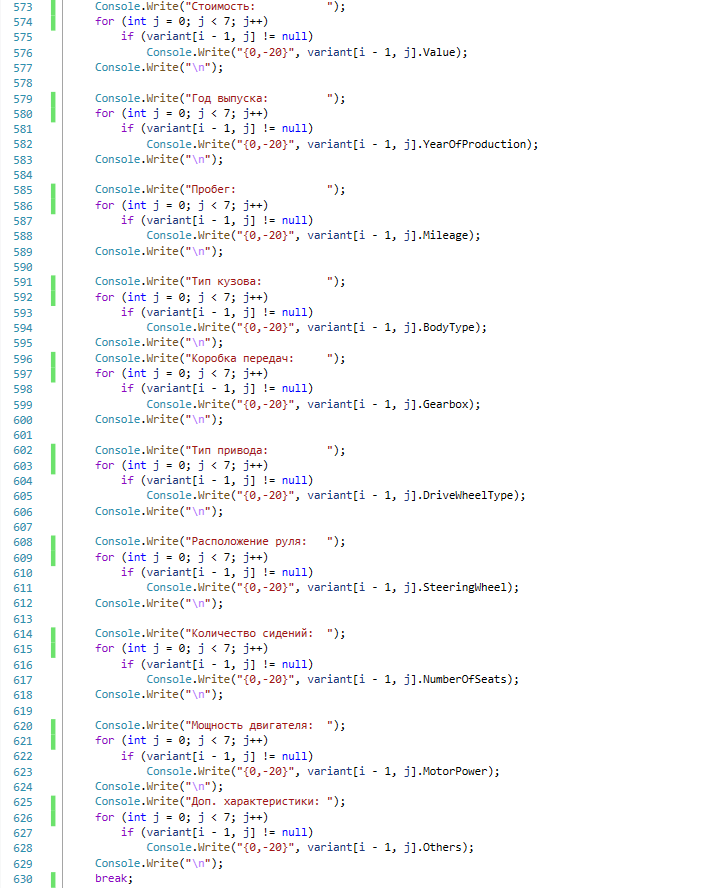 573 Console.Write("Стоимость:           ");
574 for (int j = 0; j < 7; j++)
575 if (variant[i - 1, j] != null)
576 Console.Write("{0,-20}", variant[i - 1, j].Value);
577 Console.Write("\n");
578
579 Console.Write("Год выпуска:         ");
580 for (int j = 0; j < 7; j++)
581 if (variant[i - 1, j] != null)
582 Console.Write("{0,-20}", variant[i - 1, j].YearOfProduction);
583 Console.Write("\n");
584
585 Console.Write("Пробег:              ");
586 for (int j = 0; j < 7; j++)
587 if (variant[i - 1, j] != null)
588 Console.Write("{0,-20}", variant[i - 1, j].Mileage);
589 Console.Write("\n");
590
591 Console.Write("Тип кузова:          ");
592 for (int j = 0; j < 7; j++)
593 if (variant[i - 1, j] != null)
594 Console.Write("{0,-20}", variant[i - 1, j].BodyType);
595 Console.Write("\n");
596 Console.Write("Коробка передач:     ");
597 for (int j = 0; j < 7; j++)
598 if (variant[i - 1, j] != null)
599 Console.Write("{0,-20}", variant[i - 1, j].Gearbox);
600 Console.Write("\n");
601
602 Console.Write("Тип привода:         ");
603 for (int j = 0; j < 7; j++)
604 if (variant[i - 1, j] != null)
605 Console.Write("{0,-20}", variant[i - 1, j].DriveWheelType);
606 Console.Write("\n");
607
608 Console.Write("Расположение руля:   ");
609 for (int j = 0; j < 7; j++)
610 if (variant[i - 1, j] != null)
611 Console.Write("{0,-20}", variant[i - 1, j].SteeringWheel);
612 Console.Write("\n");
613
614 Console.Write("Количество сидений:  ");
615 for (int j = 0; j < 7; j++)
616 if (variant[i - 1, j] != null)
617 Console.Write("{0,-20}", variant[i - 1, j].NumberOfSeats);
618 Console.Write("\n");
619
620 Console.Write("Мощность двигателя:  ");
621 for (int j = 0; j < 7; j++)
622 if (variant[i - 1, j] != null)
623 Console.Write("{0,-20}", variant[i - 1, j].MotorPower);
624 Console.Write("\n");
625 Console.Write("Доп. характеристики: ");
626 for (int j = 0; j < 7; j++)
627 if (variant[i - 1, j] != null)
628 Console.Write("{0,-20}", variant[i - 1, j].Others);
629 Console.Write("\n");
630 break;